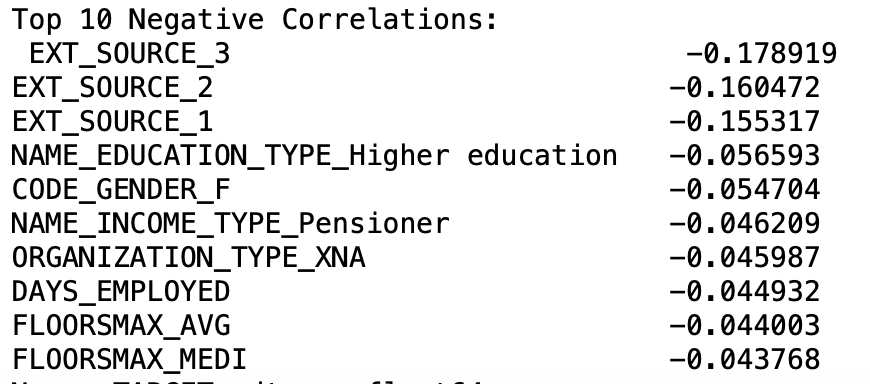 Top 10 Negative Correlations:
EXT_SOURCE_3 -0.178919
EXT_SOURCE_2 -0.160472
EXT_SOURCE_1 -0.155317
NAME_EDUCATION_TYPE_Higher education -0.056593
CODE_GENDER_F -0.054704
NAME_INCOME_TYPE_Pensioner -0.046209
ORGANIZATION_TYPE_XNA -0.045987
DAYS_EMPLOYED -0.044932
FLOORSMAX_AVG -0.044003
FLOORSMAX_MEDI -0.043768